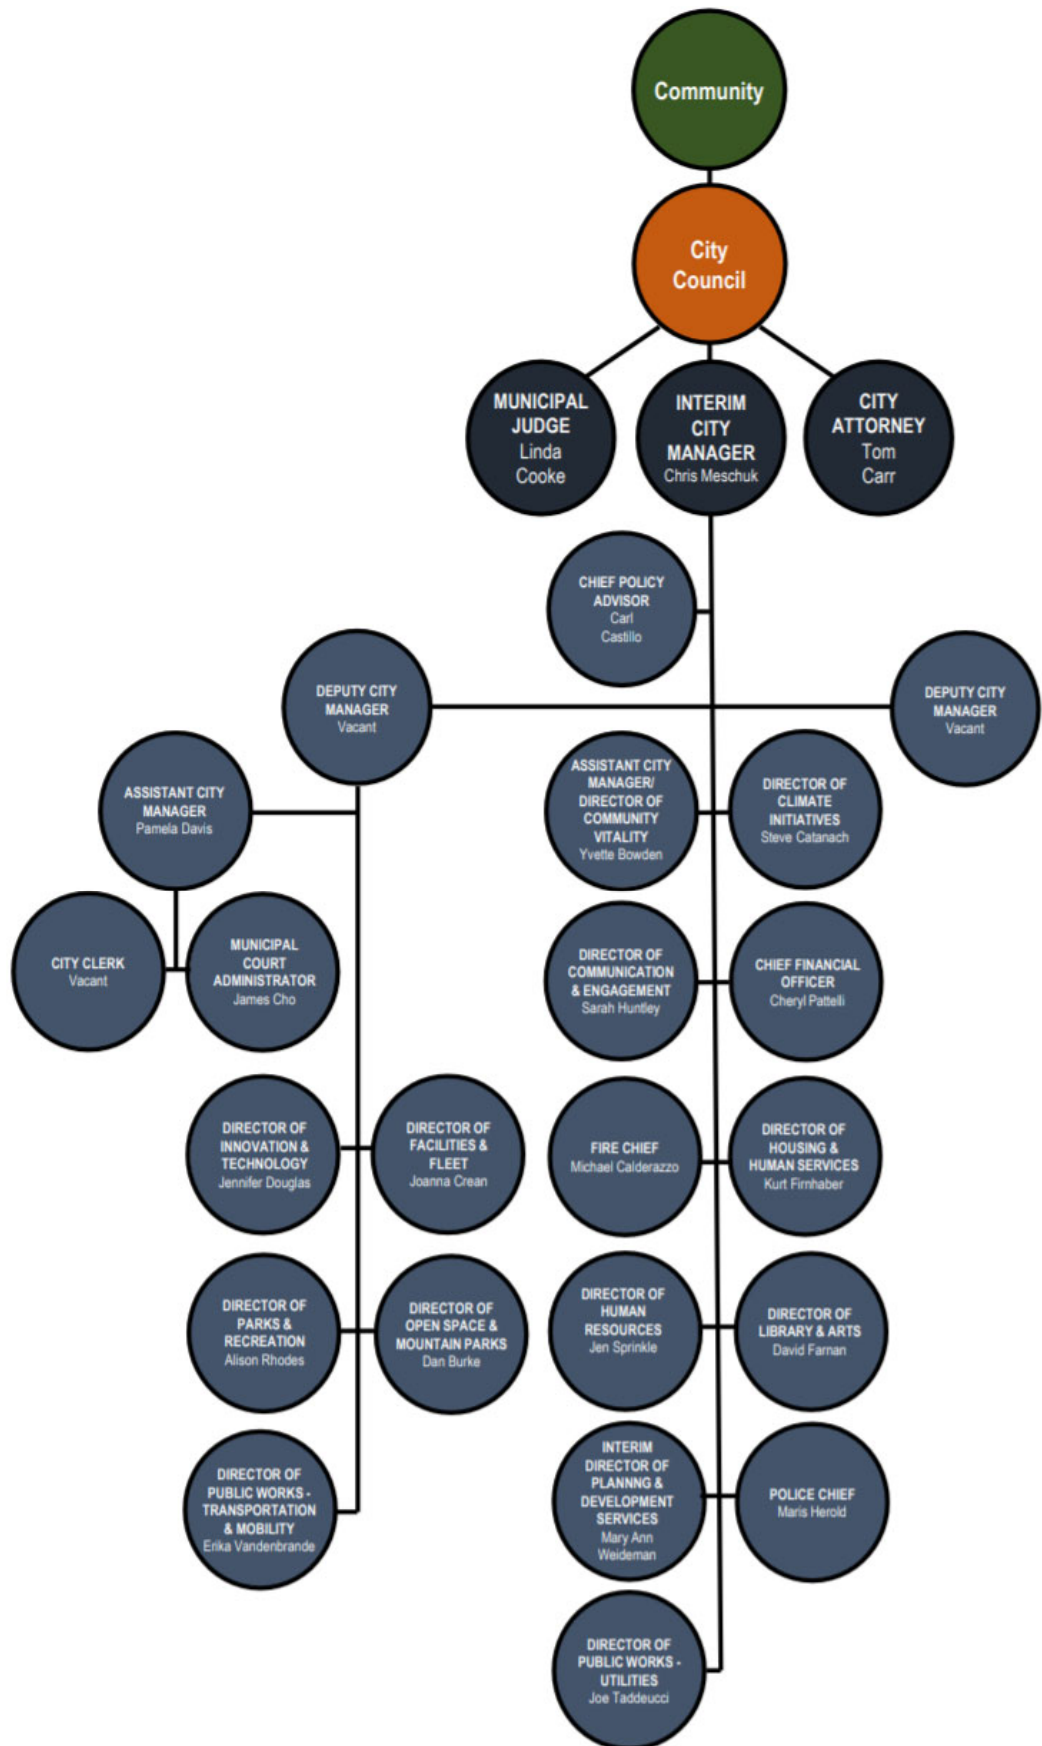 Community
City
Council
MUNICIPAL
JUDGE
Linda
Cooke
INTERIM
CITY
MANAGER
Chris Meschuk
CITY
ATTORNEY
Tom
Carr
CHIEF POLICY
ADVISOR
Carl
Castillo
DEPUTY CITY
MANAGER
Vacant
DEPUTY CITY
MANAGER
Vacant
ASSISTANT CITY
MANAGER
Pamela Davis
ASSISTANT CITY
MANAGER/
DIRECTOR OF
COMMUNITY
VITALITY
Yvette Bowden
DIRECTOR OF
CLIMATE
INITIATIVES
Steve Catanach
CITY CLERK
Vacant
MUNICIPAL
COURT
ADMINISTRATOR
James Cho
DIRECTOR OF
COMMUNICATION
& ENGAGEMENT
Sarah Huntley
CHIEF FINANCIAL
OFFICER
Cheryl Pattelli
DIRECTOR OF
INNOVATION &
TECHNOLOGY
Jennifer Douglas
DIRECTOR OF
FACILITIES &
FLEET
Joanna Crean
FIRE CHIEF
Michael Calderazzo
DIRECTOR OF
HOUSING &
HUMAN SERVICES
Kurt Firnhaber
DIRECTOR OF
PARKS &
RECREATION
Alison Rhodes
DIRECTOR OF
OPEN SPACE &
MOUNTAIN PARKS
Dan Burke
DIRECTOR OF
HUMAN
RESOURCES
Jen Sprinkle
DIRECTOR OF
LIBRARY & ARTS
David Farnan
DIRECTOR OF
PUBLIC WORKS -
TRANSPORTATION
& MOBILITY
Erika Vandenbrande
INTERIM
DIRECTOR OF
PLANNNG &
DEVELOPMENT
SERVICES
Mary Ann
Weideman
POLICE CHIEF
Maris Herold
DIRECTOR OF
PUBLIC WORKS -
UTILITIES
Joe Taddeucci